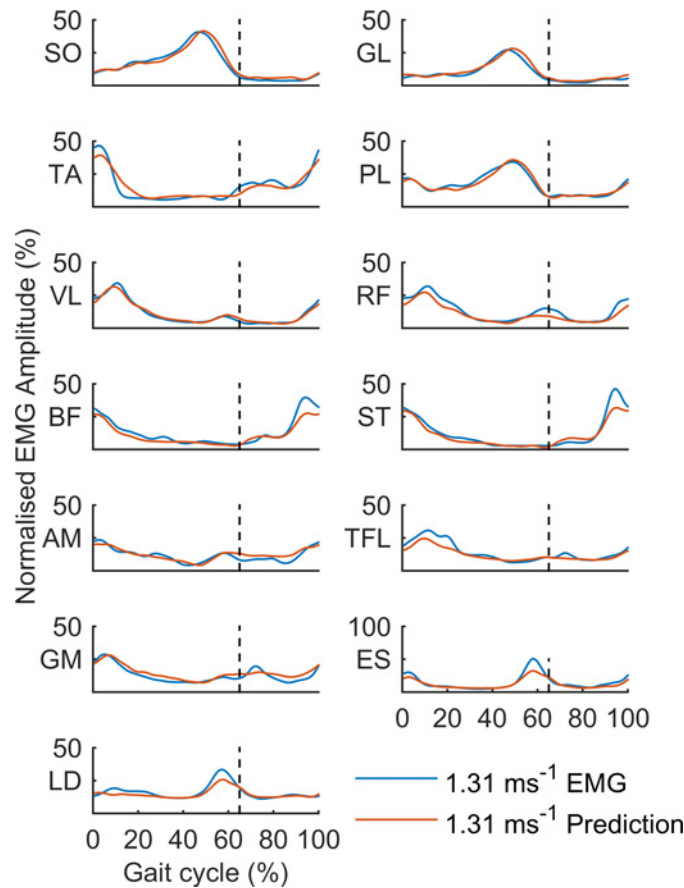 50
SO
50
GL
50
TA
50
PL
50
VL
50
RF
50
BF
50
ST
50
AM
50
TFL
50
GM
100
ES
0 20 40 60 80 100
50
LD
0 20 40 60 80 100
Gait cycle (%)
Normalised EMG Amplitude (%)
1.31 ms⁻¹ EMG
1.31 ms⁻¹ Prediction